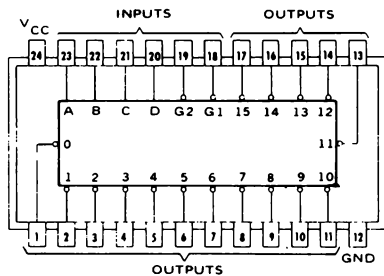 INPUTS OUTPUTS
VCC
24 23 22 21 20 19 18 17 16 15 14 13
A B C D G2 G1 15 14 13 12
0 11
1 2 3 4 5 6 7 8 9 10
1 2 3 4 5 6 7 8 9 10 11 12
OUTPUTS GND